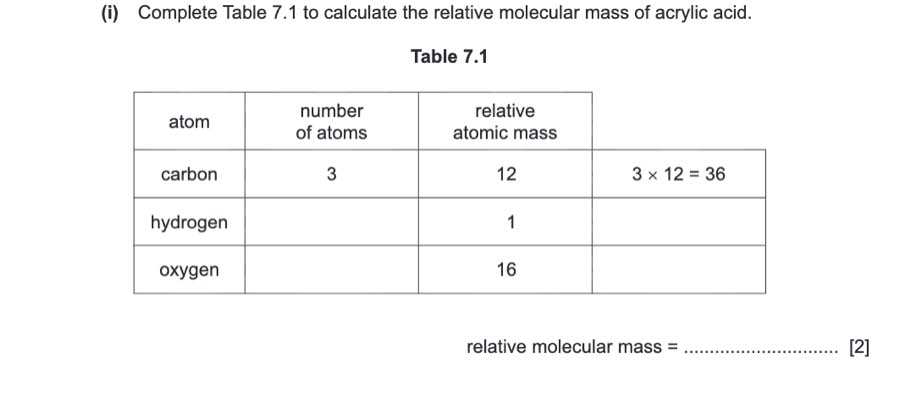 (i) Complete Table 7.1 to calculate the relative molecular mass of acrylic acid.
Table 7.1
atom number of atoms relative atomic mass
carbon 3 12 3 × 12 = 36
hydrogen 1
oxygen 16
relative molecular mass = .............................. [2]